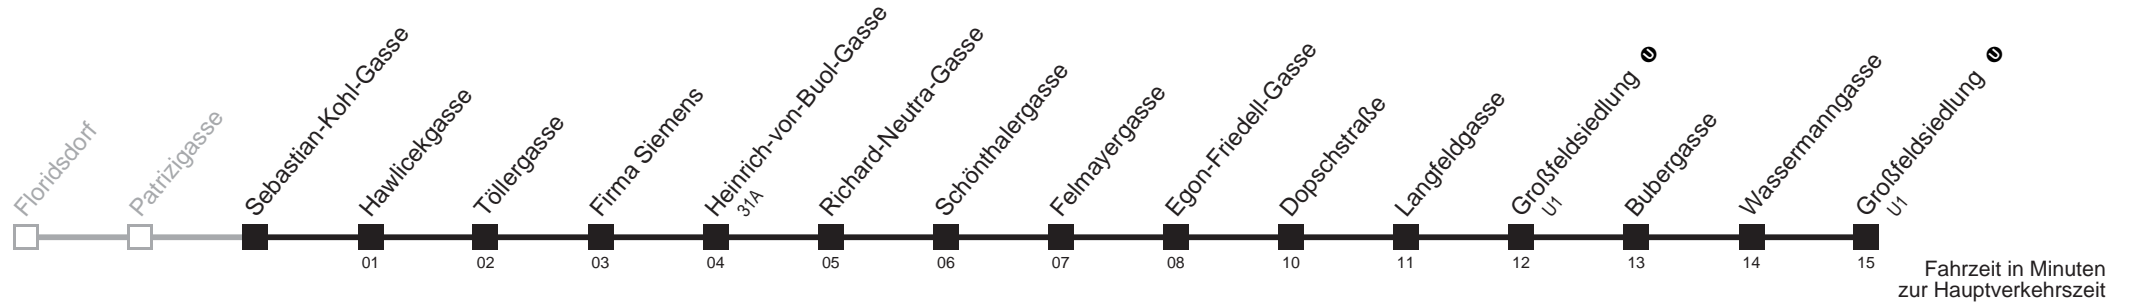 Floridsdorf
Patrizigasse
Sebastian-Kohl-Gasse
Hawlicekgasse
Töllergasse
Firma Siemens
Heinrich-von-Buol-Gasse
31A
Richard-Neutra-Gasse
Schönthalergasse
Felmayergasse
Egon-Friedell-Gasse
Dopschstraße
Langfeldgasse
Großfeldsiedlung U
U1
Bubergasse
Wassermanngasse
Großfeldsiedlung U
U1
01 02 03 04 05 06 07 08 10 11 12 13 14 15
Fahrzeit in Minuten
zur Hauptverkehrszeit